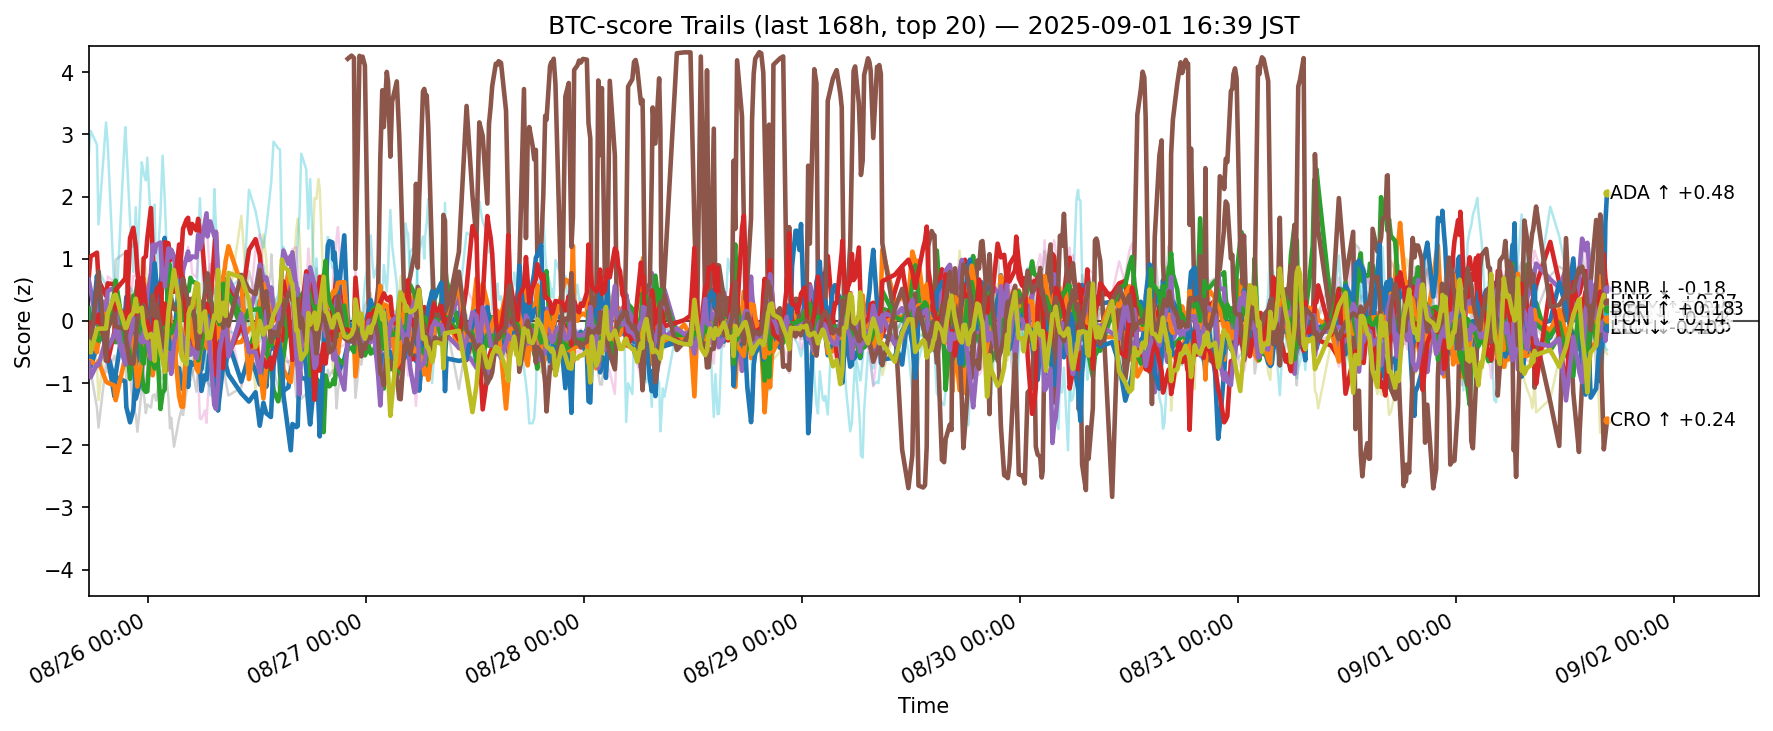 BTC-score Trails (last 168h, top 20) — 2025-09-01 16:39 JST
Score (z)
4
3
2
1
0
−1
−2
−3
−4
ADA ↑ +0.48
BNB ↓ -0.18
BCH ↑ +0.18
CRO ↑ +0.24
08/26 00:00
08/27 00:00
08/28 00:00
08/29 00:00
08/30 00:00
08/31 00:00
09/01 00:00
09/02 00:00
Time